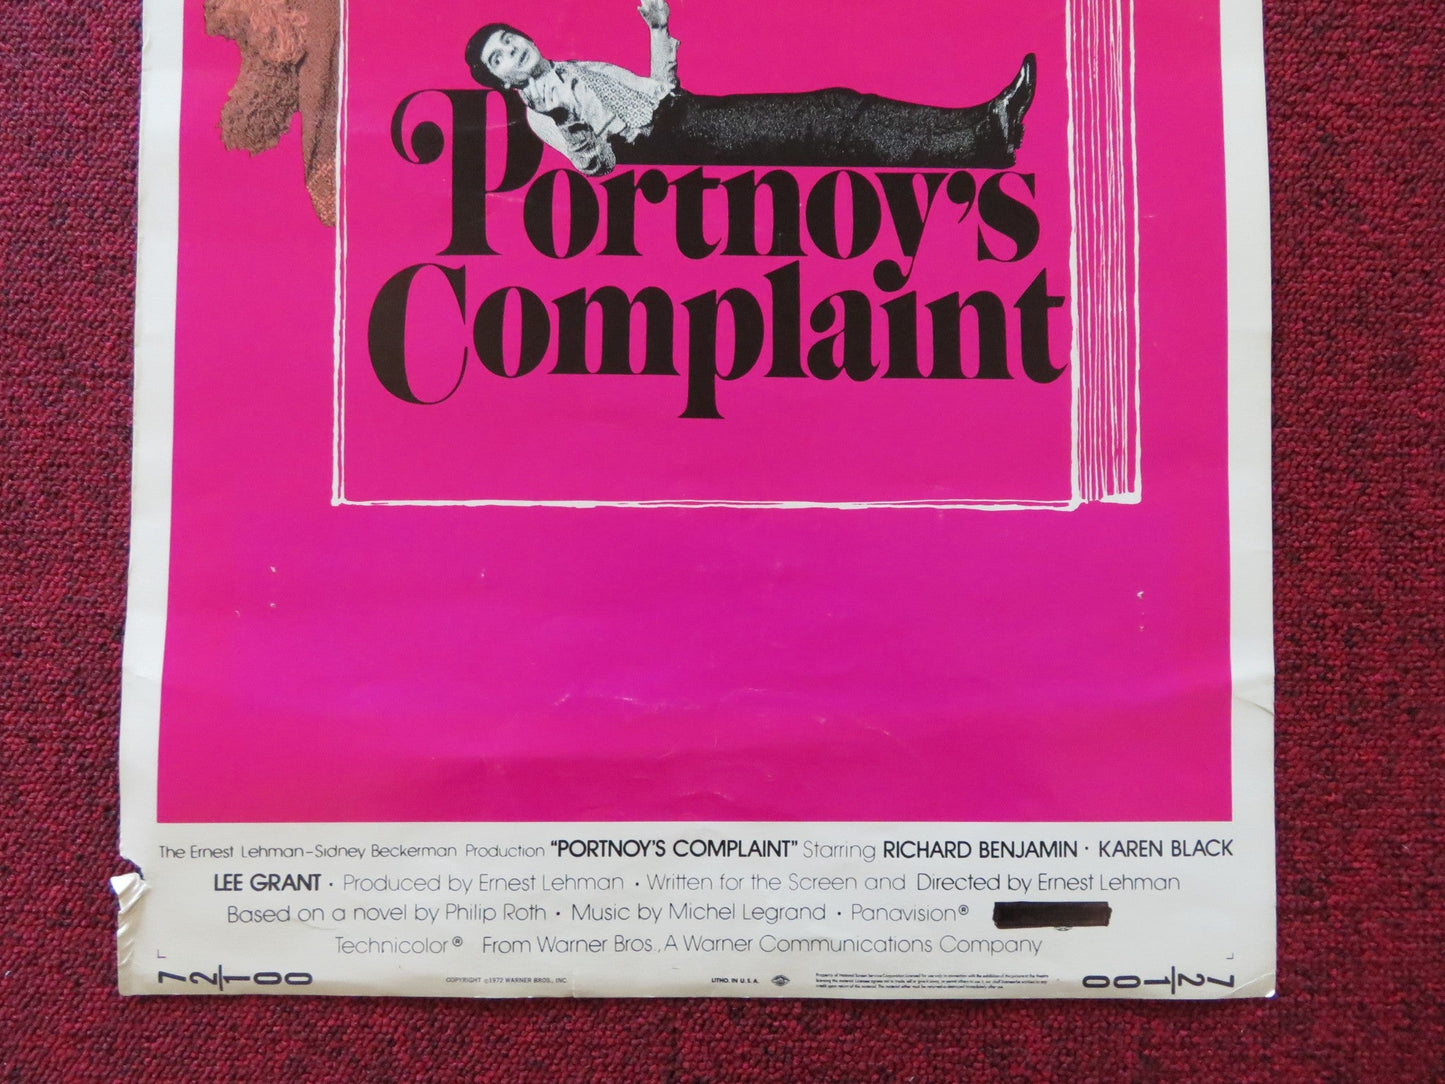 Portnoy's
Complaint
The Ernest Lehman-Sidney Beckerman Production "PORTNOY'S COMPLAINT" Starring RICHARD BENJAMIN · KAREN BLACK
LEE GRANT · Produced by Ernest Lehman · Written for the Screen and Directed by Ernest Lehman
Based on a novel by Philip Roth · Music by Michel Legrand · Panavision®
Technicolor® From Warner Bros., A Warner Communications Company
L
L
72/100
COPYRIGHT ©1972 WARNER BROS., INC.
LITHO. IN U.S.A.
72/100